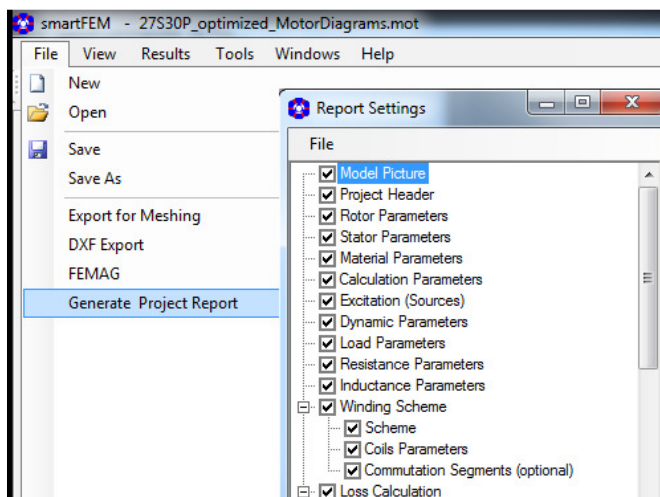 smartFEM - 27S30P_optimized_MotorDiagrams.mot
File View Results Tools Windows Help
New
Open
Save
Save As
Export for Meshing
DXF Export
FEMAG
Generate Project Report
Report Settings
File
Model Picture
Project Header
Rotor Parameters
Stator Parameters
Material Parameters
Calculation Parameters
Excitation (Sources)
Dynamic Parameters
Load Parameters
Resistance Parameters
Inductance Parameters
Winding Scheme
Scheme
Coils Parameters
Commutation Segments (optional)
Loss Calculation